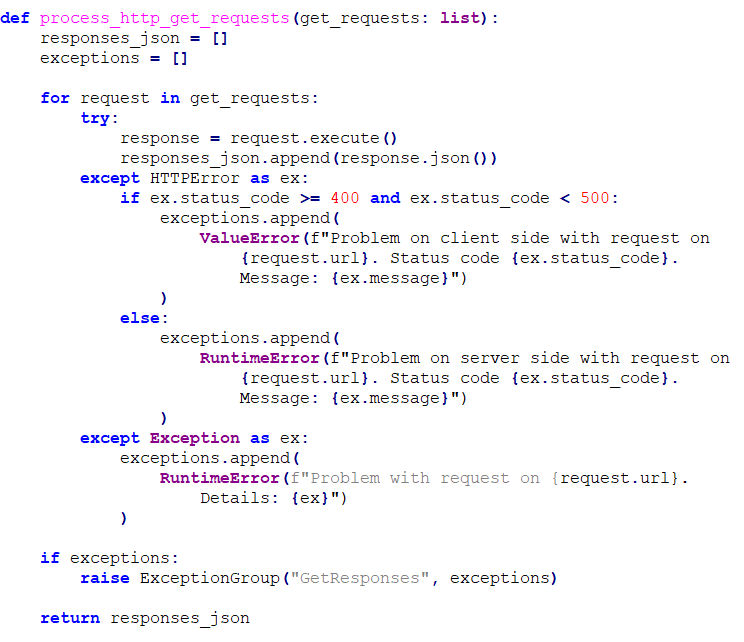 def process_http_get_requests(get_requests: list):
    responses_json = []
    exceptions = []

    for request in get_requests:
        try:
            response = request.execute()
            responses_json.append(response.json())
        except HTTPError as ex:
            if ex.status_code >= 400 and ex.status_code < 500:
                exceptions.append(
                    ValueError(f"Problem on client side with request on
                        {request.url}. Status code {ex.status_code}.
                        Message: {ex.message}")
                )
            else:
                exceptions.append(
                    RuntimeError(f"Problem on server side with request on
                        {request.url}. Status code {ex.status_code}.
                        Message: {ex.message}")
                )
        except Exception as ex:
            exceptions.append(
                RuntimeError(f"Problem with request on {request.url}.
                    Details: {ex}")
            )

    if exceptions:
        raise ExceptionGroup("GetResponses", exceptions)

    return responses_json